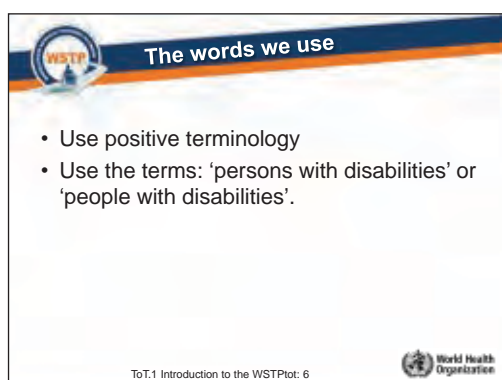 WSTP
The words we use
• Use positive terminology
• Use the terms: ‘persons with disabilities’ or
‘people with disabilities’.
ToT.1 Introduction to the WSTPtot: 6
World Health
Organization